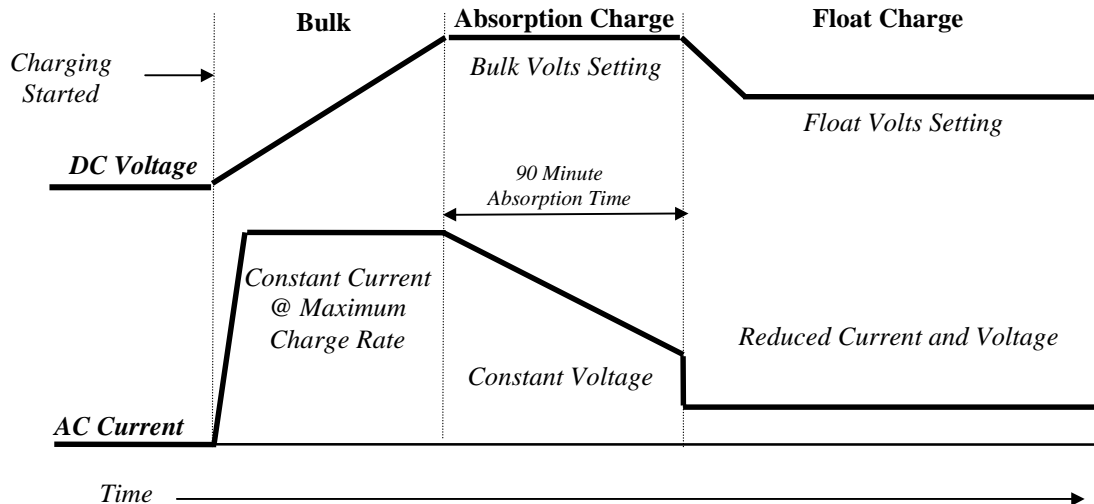 Bulk
Absorption Charge
Float Charge
Charging
Started
Bulk Volts Setting
Float Volts Setting
DC Voltage
90 Minute
Absorption Time
Constant Current
@ Maximum
Charge Rate
Reduced Current and Voltage
Constant Voltage
AC Current
Time